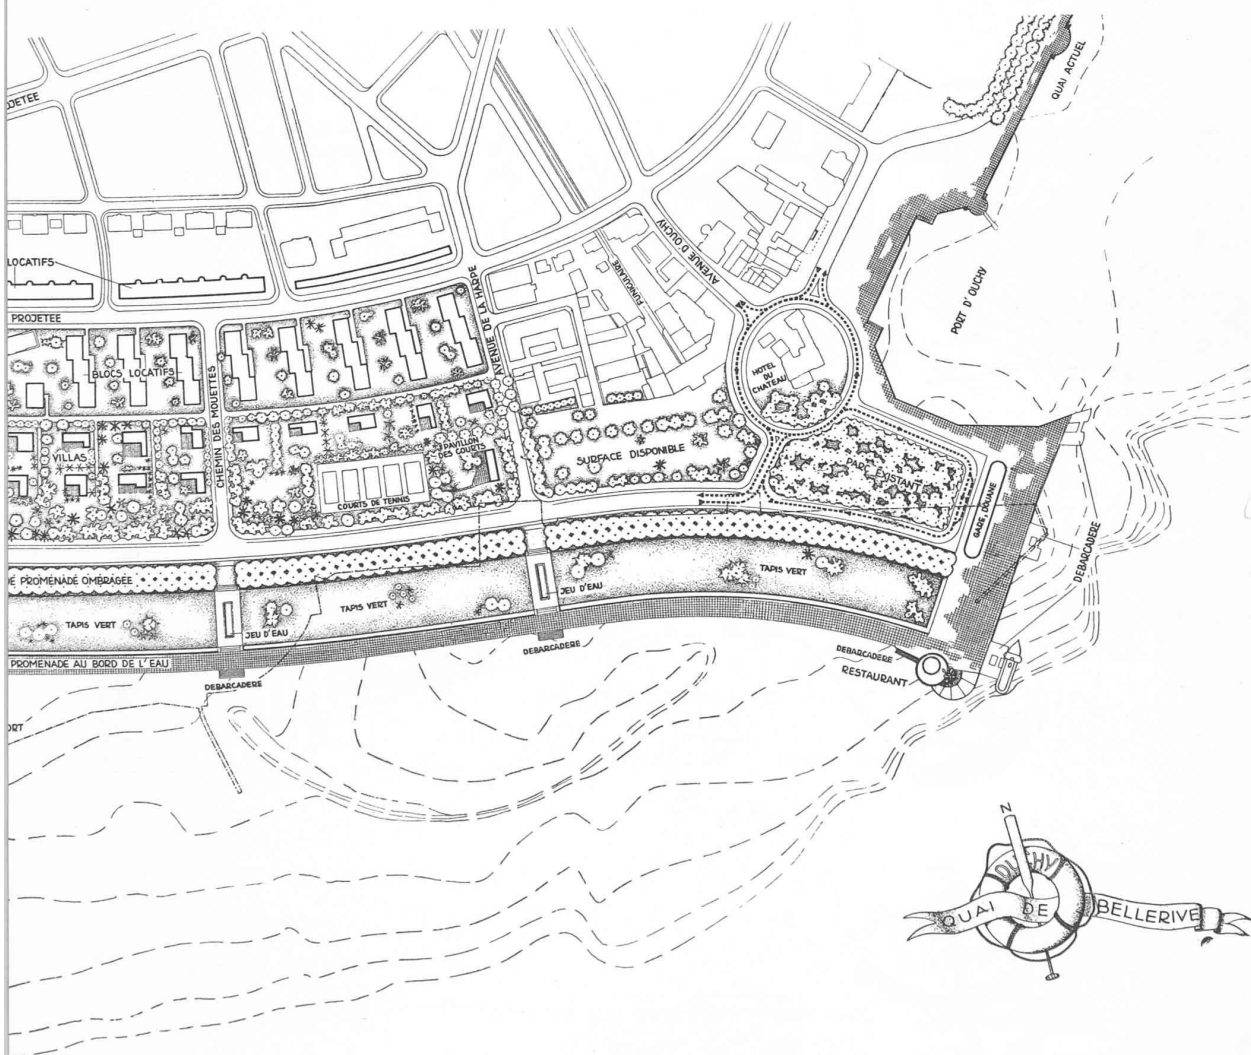 QUAI ACTUEL
OJETEE
AVENUE D'OUCHY
FUNICULAIRE
LOCATIFS
AVENUE DE LA HARPE
PORT D'OUCHY
PROJETEE
BLOCS LOCATIFS
CHEMIN DES MOUETTES
HOTEL
DU
CHATEAU
PAVILLON
DES COURTS
VILLAS
SURFACE DISPONIBLE
PARC EXISTANT
COURTS DE TENNIS
GARE DOUANE
DEBARCADERE
DE PROMENADE OMBRAGEE
TAPIS VERT
JEU D'EAU
TAPIS VERT
JEU D'EAU
TAPIS VERT
PROMENADE AU BORD DE L'EAU
DEBARCADERE
DEBARCADERE
DEBARCADERE
RESTAURANT
ORT
N
OUCHY
QUAI DE BELLERIVE